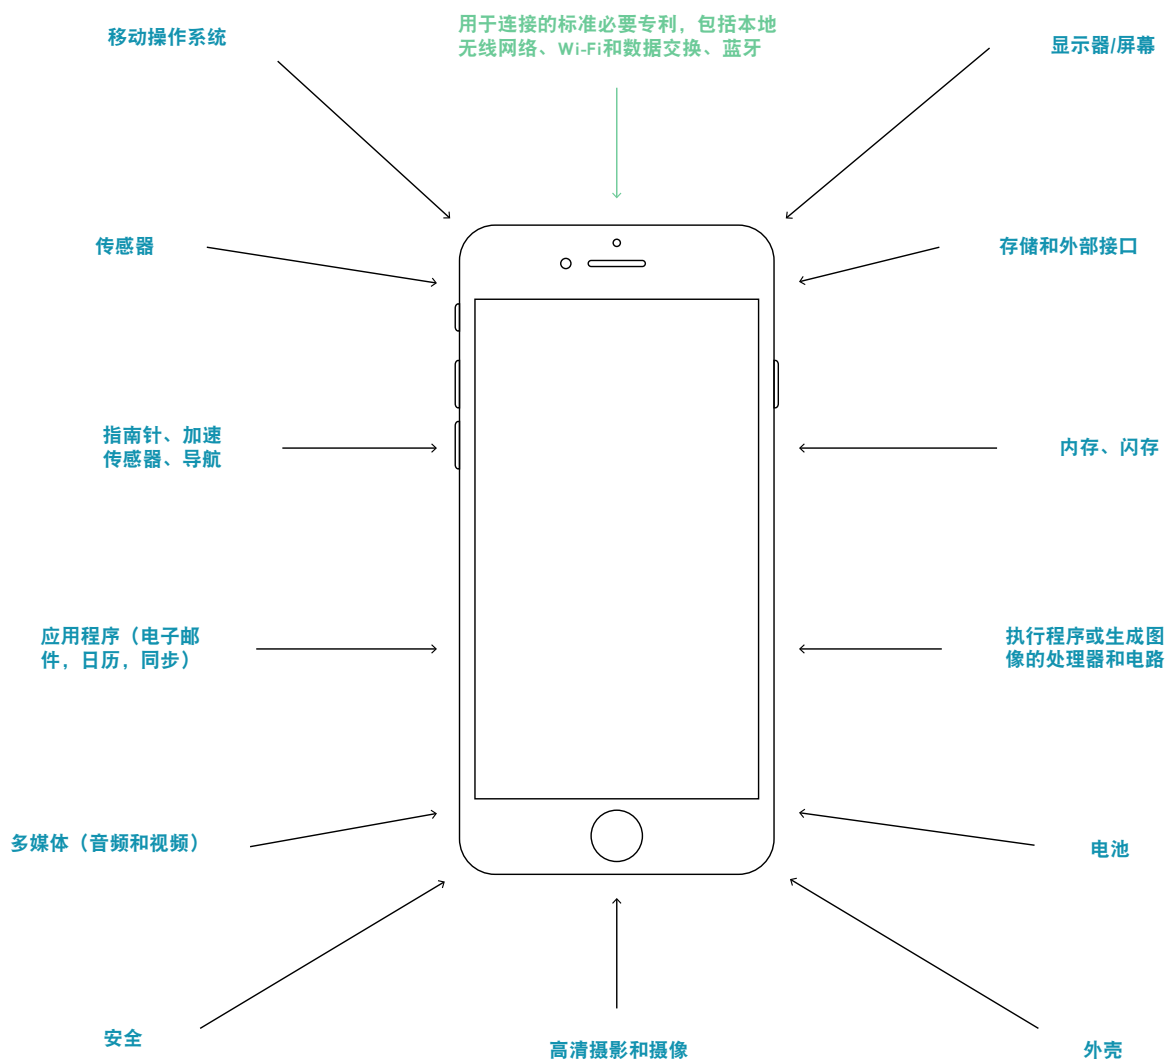 移动操作系统
用于连接的标准必要专利，包括本地
无线网络、Wi-Fi和数据交换、蓝牙
显示器/屏幕
传感器
存储和外部接口
指南针、加速
传感器、导航
内存、闪存
应用程序（电子邮
件，日历，同步）
执行程序或生成图
像的处理器和电路
多媒体（音频和视频）
电池
安全
高清摄影和摄像
外壳